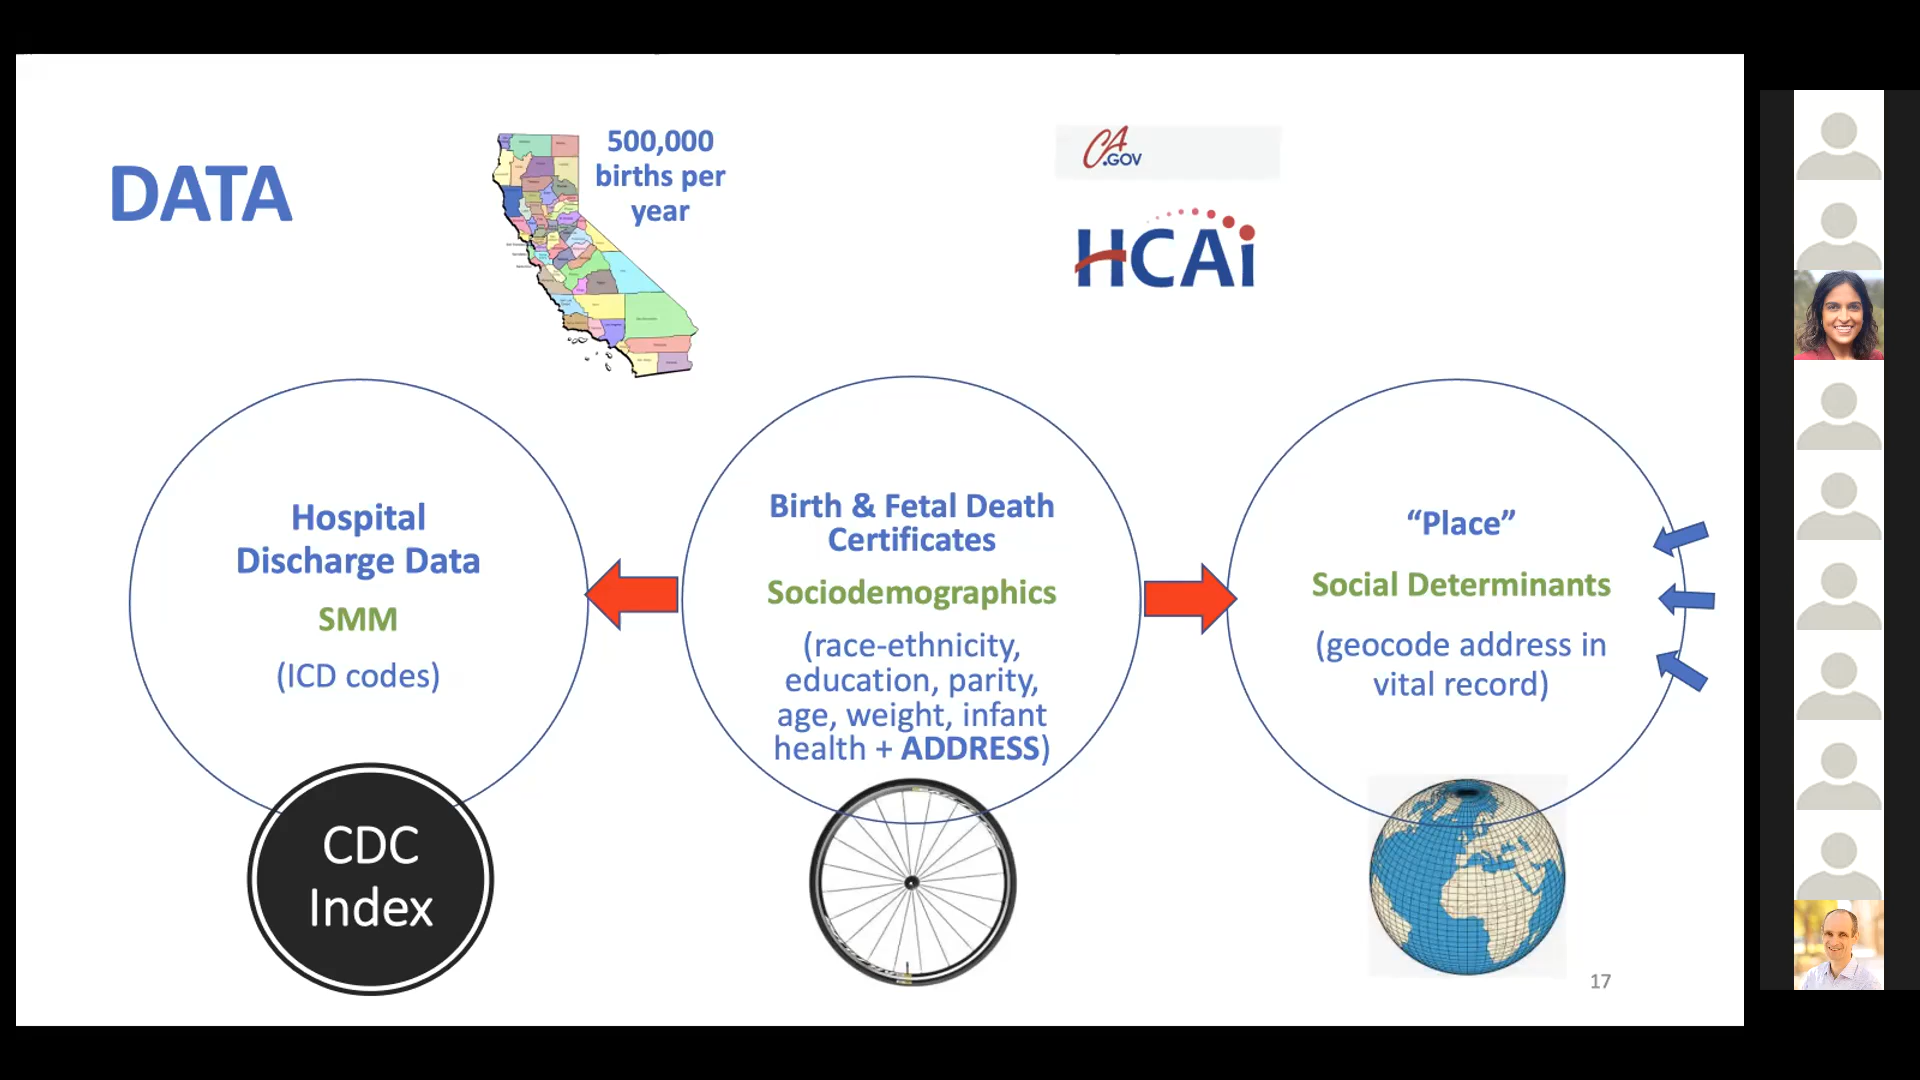 DATA
500,000
births per
year
CA
.GOV
HCAi
Hospital
Discharge Data
SMM
(ICD codes)
CDC
Index
Birth & Fetal Death
Certificates
Sociodemographics
(race-ethnicity,
education, parity,
age, weight, infant
health + ADDRESS)
“Place”
Social Determinants
(geocode address in
vital record)
17